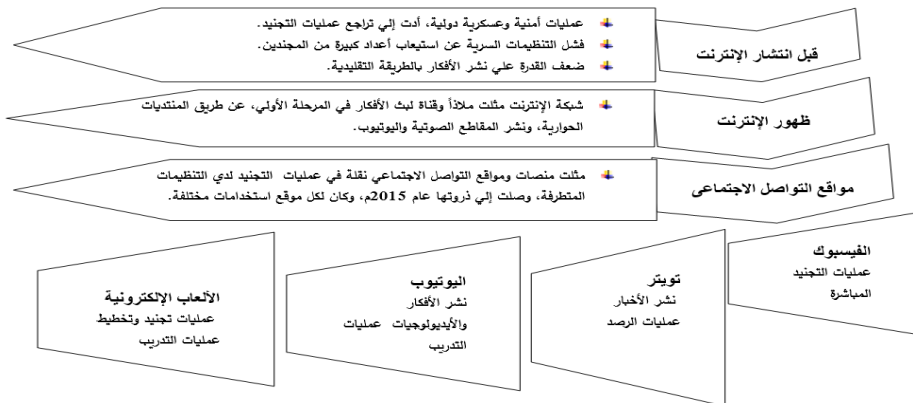 قبل انتشار الإنترنت
عمليات أمنية وعسكرية دولية، أدت إلي تراجع عمليات التجنيد.
فشل التنظيمات السرية عن استيعاب أعداد كبيرة من المجندين.
ضعف القدرة علي نشر الأفكار بالطريقة التقليدية.
ظهور الإنترنت
شبكة الإنترنت مثلت ملاذاً وقناة لبث الأفكار في المرحلة الأولي، عن طريق المنتديات
الحوارية، ونشر المقاطع الصوتية واليوتيوب.
مواقع التواصل الاجتماعى
مثلت منصات ومواقع التواصل الاجتماعي نقلة في عمليات التجنيد لدي التنظيمات
المتطرفة، وصلت إلي ذروتها عام 2015م، وكان لكل موقع استخدامات مختلفة.
الفيسبوك
عمليات التجنيد
المباشرة
تويتر
نشر الأخبار
عمليات الرصد
اليوتيوب
نشر الأفكار
والأيديولوجيات عمليات
التدريب
الألعاب الإلكترونية
عمليات تجنيد وتخطيط
عمليات التدريب